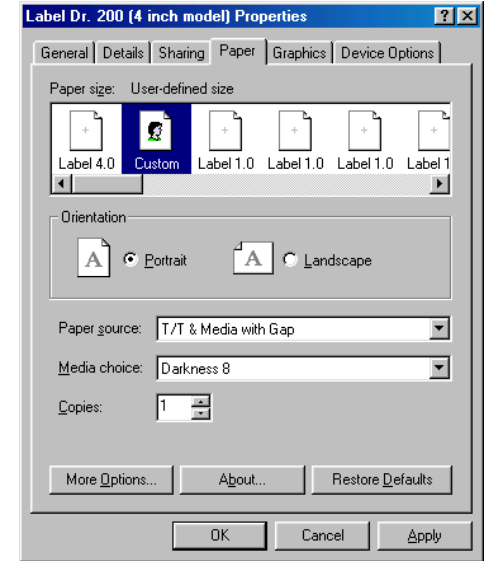 Label Dr. 200 (4 inch model) Properties
General Details Sharing Paper Graphics Device Options
Paper size: User-defined size
Label 4.0 Custom Label 1.0 Label 1.0 Label 1.0 Label 1
Orientation
A Portrait A Landscape
Paper source: T/T & Media with Gap
Media choice: Darkness 8
Copies: 1
More Options... About... Restore Defaults
OK Cancel Apply